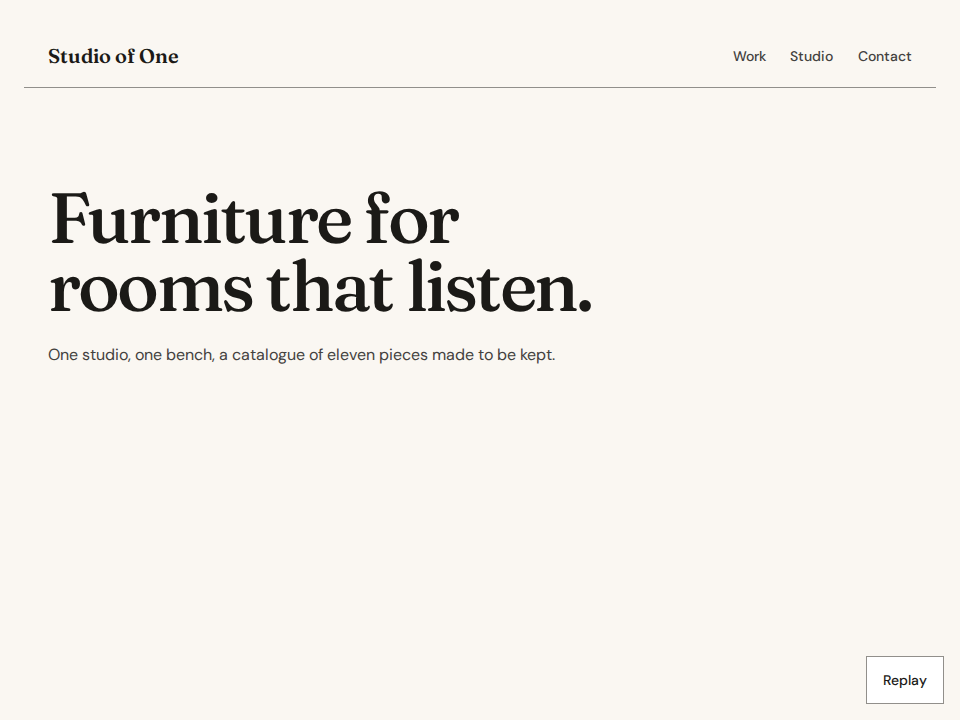 Studio of One
Work Studio Contact
Furniture for
rooms that listen.
One studio, one bench, a catalogue of eleven pieces made to be kept.
Replay